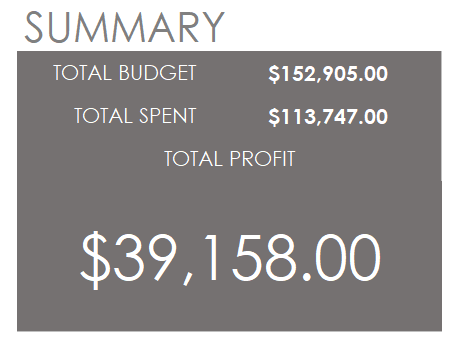 SUMMARY
TOTAL BUDGET $152,905.00
TOTAL SPENT $113,747.00
TOTAL PROFIT
$39,158.00